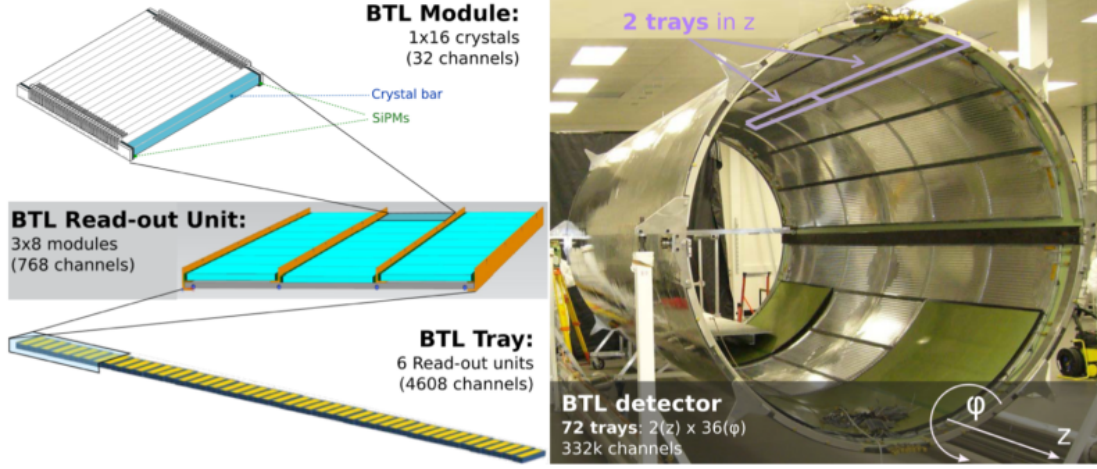 BTL Module:
1x16 crystals
(32 channels)
Crystal bar
SiPMs
BTL Read-out Unit:
3x8 modules
(768 channels)
BTL Tray:
6 Read-out units
(4608 channels)
2 trays in z
BTL detector
72 trays: 2(z) x 36(φ)
332k channels
φ
z